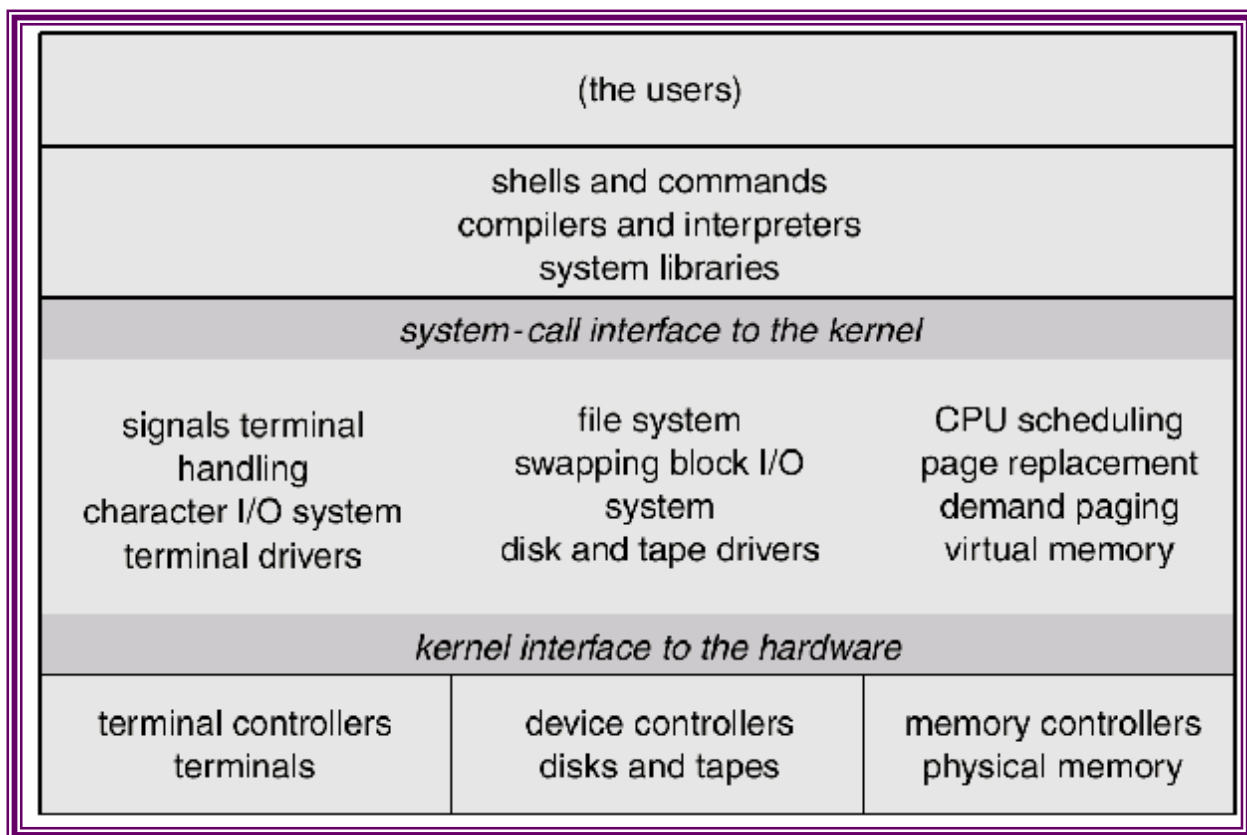 (the users)
shells and commands
compilers and interpreters
system libraries
system-call interface to the kernel
signals terminal
handling
character I/O system
terminal drivers
file system
swapping block I/O
system
disk and tape drivers
CPU scheduling
page replacement
demand paging
virtual memory
kernel interface to the hardware
terminal controllers
terminals
device controllers
disks and tapes
memory controllers
physical memory